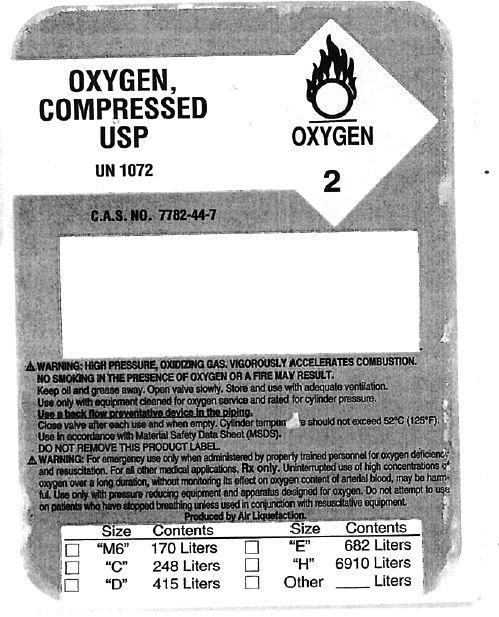 OXYGEN,
COMPRESSED
USP
UN 1072
OXYGEN
2
C.A.S. NO. 7782-44-7
⚠WARNING: HIGH PRESSURE, OXIDIZING GAS. VIGOROUSLY ACCELERATES COMBUSTION.
NO SMOKING IN THE PRESENCE OF OXYGEN OR A FIRE MAY RESULT.
Keep oil and grease away. Open valve slowly. Store and use with adequate ventilation.
Use only with equipment cleaned for oxygen service and rated for cylinder pressure.
Use a back flow preventative device in the piping.
Close valve after each use and when empty. Cylinder should not exceed 52°C (125°F).
Use in accordance with Material Safety Data Sheet (MSDS).
DO NOT REMOVE THIS PRODUCT LABEL.
⚠WARNING: For emergency use only when administered by properly trained personnel for oxygen deficiency
and resuscitation. For all other medical applications, Rx only. Uninterrupted use of high concentrations of
oxygen over a long duration, without monitoring its effect on oxygen content of arterial blood, may be harm-
ful. Use only with pressure reducing equipment and apparatus designed for oxygen. Do not attempt to use
on patients who have stopped breathing unless used in conjunction with resuscitative equipment.
Produced by Air Liquefaction.
Size Contents Size Contents
☐ "M6" 170 Liters ☐ "E" 682 Liters
☐ "C" 248 Liters ☐ "H" 6910 Liters
☐ "D" 415 Liters ☐ Other ____ Liters